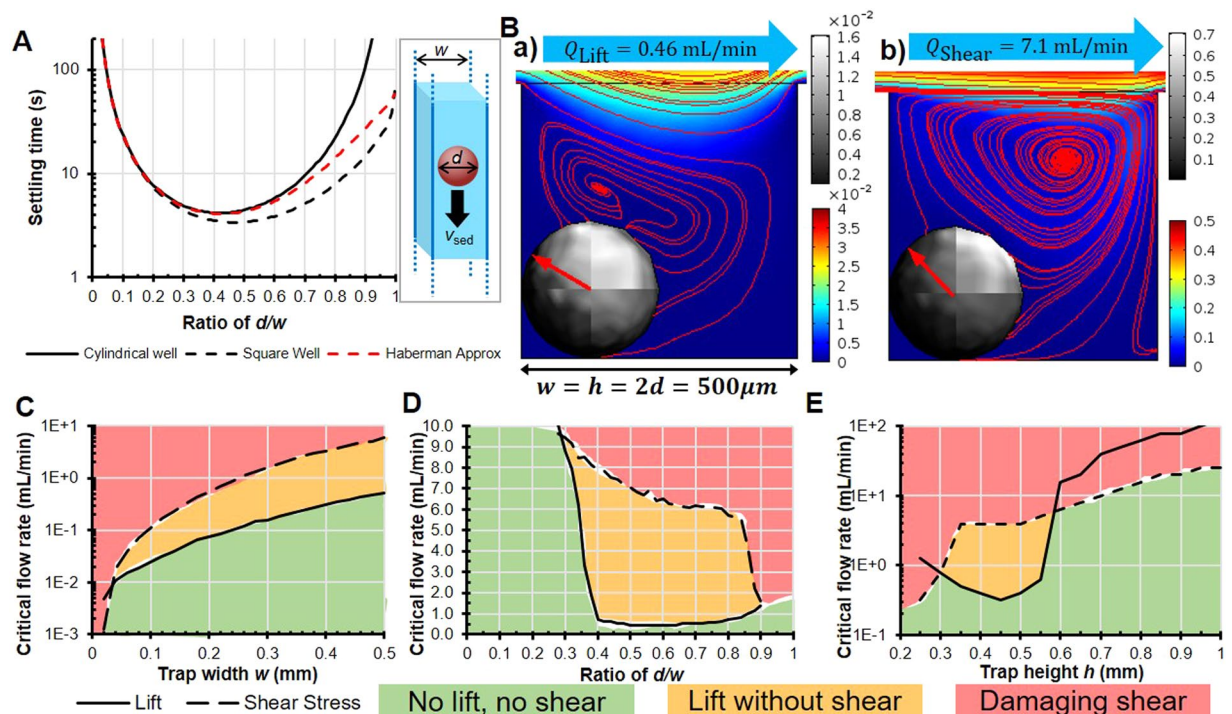 A
Setting time (s)
100
10
1
0 0.1 0.2 0.3 0.4 0.5 0.6 0.7 0.8 0.9 1
Ratio of d/w
Cylindrical well Square Well Haberman Approx
w
d
v_sed
B
a)
Q_Lift = 0.46 mL/min
×10⁻²
1.6
1.4
1.2
1
0.8
0.6
0.4
0.2
×10⁻²
4
3.5
3
2.5
2
1.5
1
0.5
0
w = h = 2d = 500μm
b)
Q_Shear = 7.1 mL/min
0.7
0.6
0.5
0.4
0.3
0.2
0.1
0.5
0.4
0.3
0.2
0.1
0
C
Critical flow rate (mL/min)
1E+1
1E+0
1E-1
1E-2
1E-3
0 0.1 0.2 0.3 0.4 0.5
Trap width w (mm)
D
Critical flow rate (mL/min)
10.0
9.0
8.0
7.0
6.0
5.0
4.0
3.0
2.0
1.0
0.0
0 0.1 0.2 0.3 0.4 0.5 0.6 0.7 0.8 0.9 1
Ratio of d/w
E
Critical flow rate (mL/min)
1E+2
1E+1
1E+0
1E-1
0.2 0.3 0.4 0.5 0.6 0.7 0.8 0.9 1
Trap height h (mm)
Lift Shear Stress
No lift, no shear
Lift without shear
Damaging shear